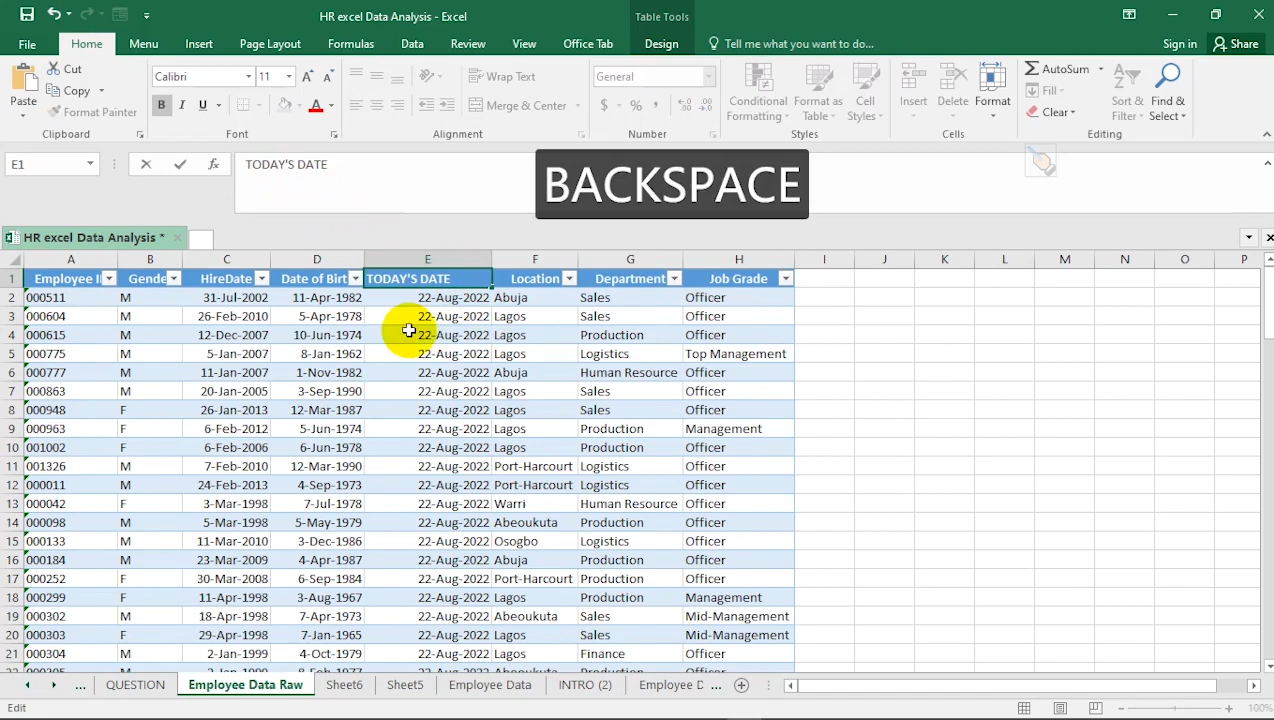 HR excel Data Analysis - Excel
Table Tools
File Home Menu Insert Page Layout Formulas Data Review View Office Tab Design Tell me what you want to do... Sign in Share
Paste
Cut
Copy
Format Painter
Clipboard
Calibri 11
B I U A
Font
Wrap Text
Merge & Center
Alignment
General
$ % ,
Number
Conditional Formatting
Format as Table
Cell Styles
Styles
Insert Delete Format
Cells
AutoSum
Fill
Clear
Sort & Filter
Find & Select
Editing
E1 fx TODAY'S DATE
BACKSPACE
HR excel Data Analysis *
A B C D E F G H I J K L M N O P
1 Employee I Gende HireDate Date of Birt TODAY'S DATE Location Department Job Grade
2 000511 M 31-Jul-2002 11-Apr-1982 22-Aug-2022 Abuja Sales Officer
3 000604 M 26-Feb-2010 5-Apr-1978 22-Aug-2022 Lagos Sales Officer
4 000615 M 12-Dec-2007 10-Jun-1974 22-Aug-2022 Lagos Production Officer
5 000775 M 5-Jan-2007 8-Jan-1962 22-Aug-2022 Lagos Logistics Top Management
6 000777 M 11-Jan-2007 1-Nov-1982 22-Aug-2022 Abuja Human Resource Officer
7 000863 M 20-Jan-2005 3-Sep-1990 22-Aug-2022 Lagos Sales Officer
8 000948 F 26-Jan-2013 12-Mar-1987 22-Aug-2022 Lagos Sales Officer
9 000963 F 6-Feb-2012 5-Jun-1974 22-Aug-2022 Lagos Production Management
10 001002 F 6-Feb-2006 6-Jun-1978 22-Aug-2022 Lagos Production Officer
11 001326 M 7-Feb-2010 12-Mar-1990 22-Aug-2022 Port-Harcourt Logistics Officer
12 000011 M 24-Feb-2013 4-Sep-1973 22-Aug-2022 Port-Harcourt Logistics Officer
13 000042 F 3-Mar-1998 7-Jul-1978 22-Aug-2022 Warri Human Resource Officer
14 000098 M 5-Mar-1998 5-May-1979 22-Aug-2022 Abeoukuta Production Officer
15 000133 M 11-Mar-2010 3-Dec-1986 22-Aug-2022 Osogbo Logistics Officer
16 000184 M 23-Mar-2009 4-Apr-1987 22-Aug-2022 Abuja Production Officer
17 000252 F 30-Mar-2008 6-Sep-1984 22-Aug-2022 Port-Harcourt Production Officer
18 000299 F 11-Apr-1998 3-Aug-1967 22-Aug-2022 Lagos Production Management
19 000302 M 18-Apr-1998 7-Apr-1973 22-Aug-2022 Abeoukuta Sales Mid-Management
20 000303 F 29-Apr-1998 7-Jan-1965 22-Aug-2022 Lagos Sales Mid-Management
21 000304 M 2-Jan-1999 4-Oct-1979 22-Aug-2022 Lagos Finance Officer
... QUESTION Employee Data Raw Sheet6 Sheet5 Employee Data INTRO (2) Employee D ...
Edit 100%